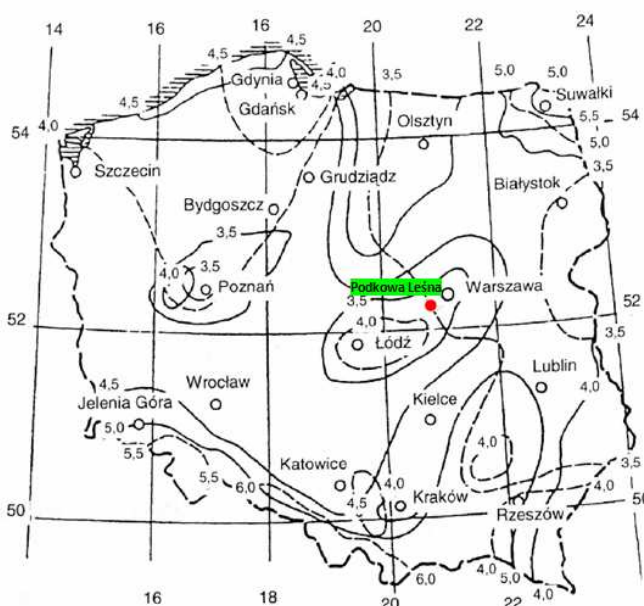 14 16 18 20 22 24
4,5 4,5 4,0 3,5 5,0 5,0
Gdynia 4,5
4,5 Gdańsk Suwałki
4,0 5,5
54 Olsztyn 5,0 54
Szczecin Grudziądz 3,5
Białystok
Bydgoszcz
3,5
4,0 3,5 Podkowa Leśna
Poznań 3,5 Warszawa
4,0
52 Łódź 52
Lublin
4,5 Wrocław
Jelenia Góra Kielce 4,0
5,0 4,0
5,5 5,5 Katowice 3,5
6,0 4,0
4,5 Kraków 4,0
50 Rzeszów 50
6,0 4,0 5,0 4,0
16 18 20 22